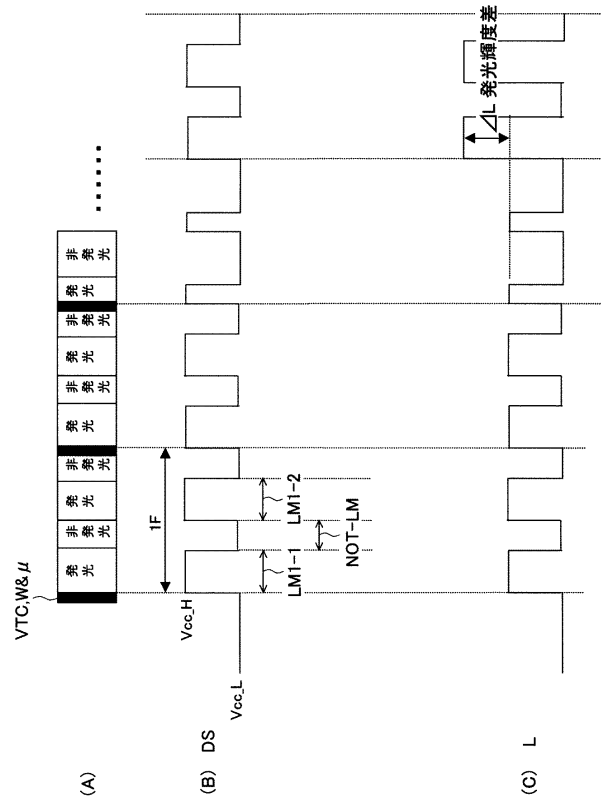 VTC,W&μ
(A)
発光
非発光
発光
非発光
発光
非発光
発光
非発光
発光
非発光
......
1F
Vcc_H
(B) DS
Vcc_L
LM1-1
NOT-LM
LM1-2
(C) L
⊿L 発光輝度差